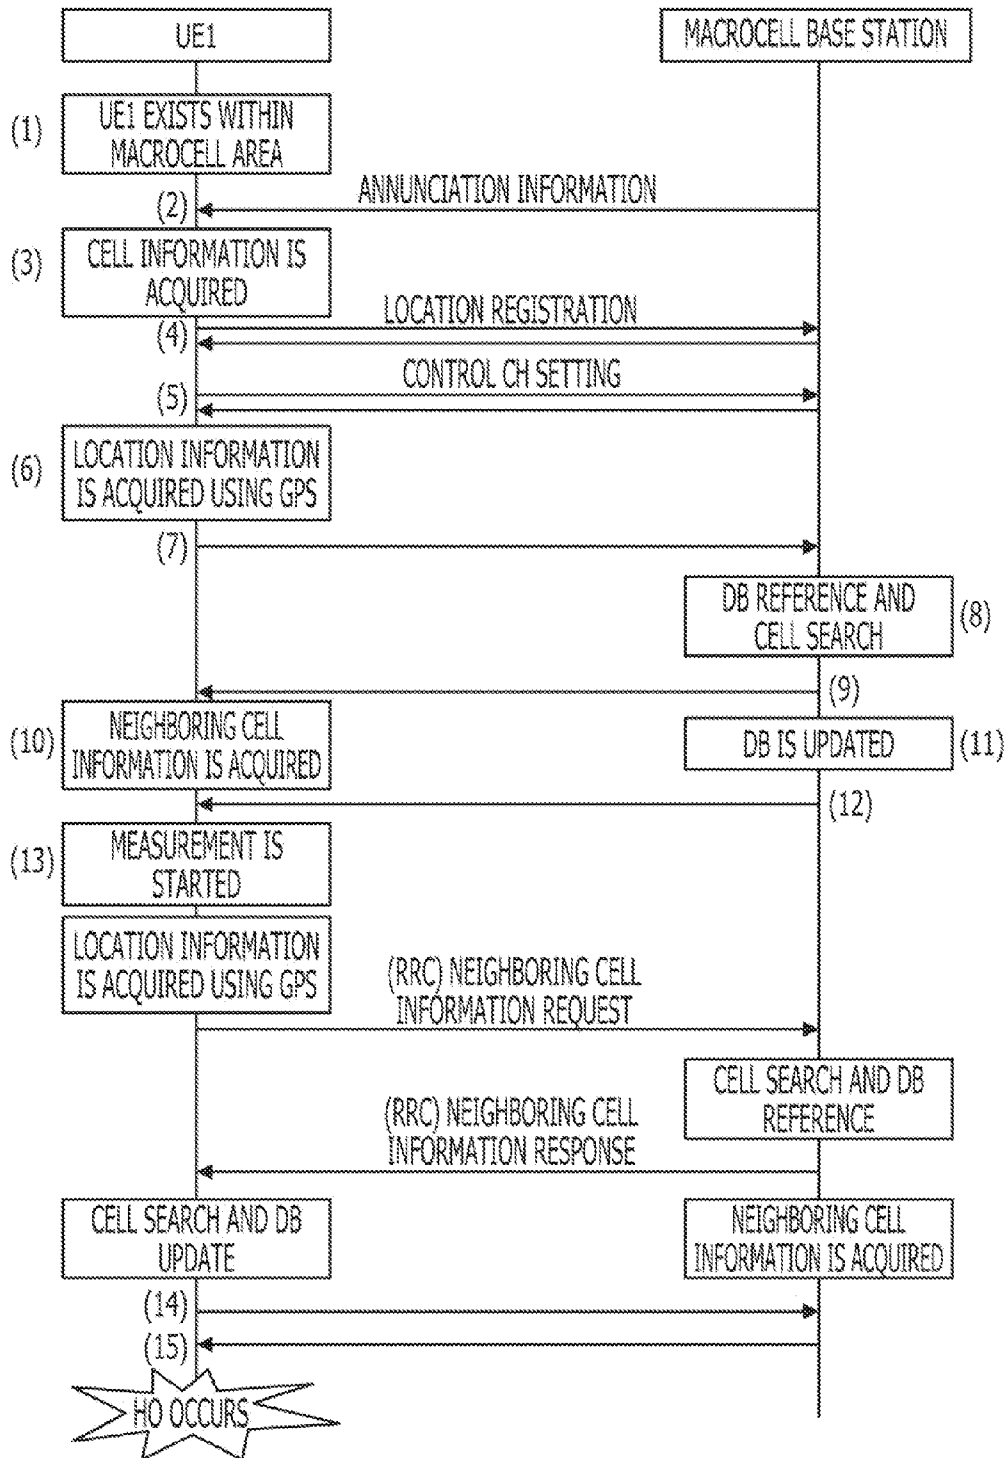 UE1
MACROCELL BASE STATION
(1)
UE1 EXISTS WITHIN
MACROCELL AREA
ANNUNCIATION INFORMATION
(2)
(3)
CELL INFORMATION IS
ACQUIRED
LOCATION REGISTRATION
(4)
CONTROL CH SETTING
(5)
(6)
LOCATION INFORMATION
IS ACQUIRED USING GPS
(7)
DB REFERENCE AND
CELL SEARCH
(8)
(9)
(10)
NEIGHBORING CELL
INFORMATION IS ACQUIRED
DB IS UPDATED
(11)
(12)
(13)
MEASUREMENT IS
STARTED
LOCATION INFORMATION
IS ACQUIRED USING GPS
(RRC) NEIGHBORING CELL
INFORMATION REQUEST
CELL SEARCH AND DB
REFERENCE
(RRC) NEIGHBORING CELL
INFORMATION RESPONSE
CELL SEARCH AND DB
UPDATE
NEIGHBORING CELL
INFORMATION IS ACQUIRED
(14)
(15)
HO OCCURS